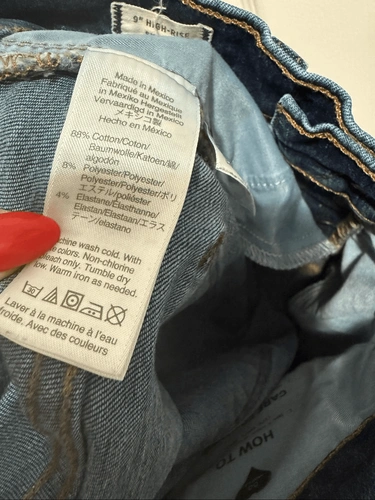 9" HIGH-RISE
Made in Mexico
Fabriqué au Mexique
in Mexiko Hergestellt
Vervaardigd in Mexico
メキシコ製
Hecho en México
88% Cotton/Coton/
Baumwolle/Katoen/綿/
algodón
8% Polyester/Polyester/
Polyester/Polyester/ポリ
エステル/poliéster
4% Elastane/Elasthanne/
Elastan/Elastaan/エラス
テーン/elastano
chine wash cold. With
colors. Non-chlorine
each only. Tumble dry
low. Warm iron as needed.
30
Laver à la machine à l'eau
froide. Avec des couleurs
HOW TO